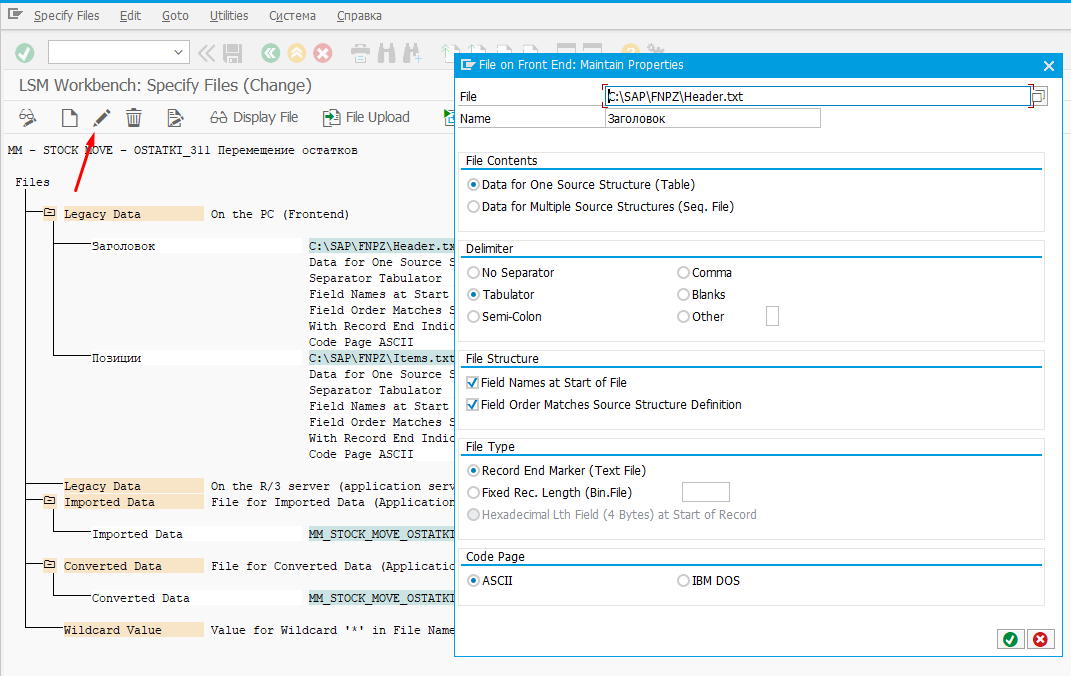 Specify Files Edit Goto Utilities Система Справка
LSM Workbench: Specify Files (Change)
Display File File Upload
MM - STOCK MOVE - OSTATKI_311 Перемещение остатков
Files
Legacy Data On the PC (Frontend)
Заголовок C:\SAP\FNPZ\Header.tx
Data for One Source S
Separator Tabulator
Field Names at Start
Field Order Matches S
With Record End Indic
Code Page ASCII
Позиции C:\SAP\FNPZ\Items.txt
Data for One Source S
Separator Tabulator
Field Names at Start
Field Order Matches S
With Record End Indic
Code Page ASCII
Legacy Data On the R/3 server (application serv
Imported Data File for Imported Data (Application
Imported Data MM_STOCK_MOVE_OSTATKI
Converted Data File for Converted Data (Applicatio
Converted Data MM_STOCK_MOVE_OSTATKI
Wildcard Value Value for Wildcard '*' in File Name
File on Front End: Maintain Properties
File C:\SAP\FNPZ\Header.txt
Name Заголовок
File Contents
Data for One Source Structure (Table)
Data for Multiple Source Structures (Seq. File)
Delimiter
No Separator Comma
Tabulator Blanks
Semi-Colon Other
File Structure
Field Names at Start of File
Field Order Matches Source Structure Definition
File Type
Record End Marker (Text File)
Fixed Rec. Length (Bin.File)
Hexadecimal Lth Field (4 Bytes) at Start of Record
Code Page
ASCII IBM DOS